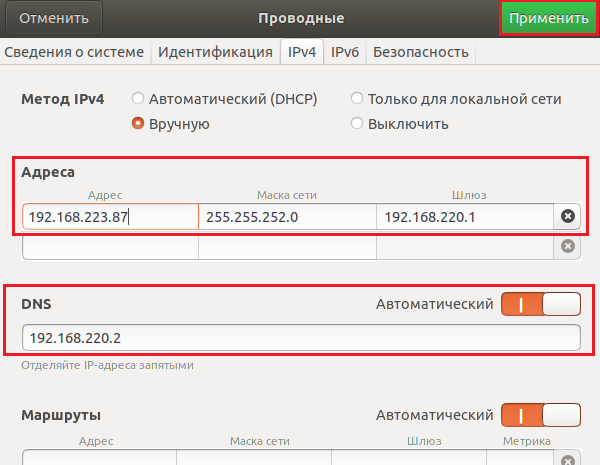 Отменить Проводные Применить
Сведения о системе Идентификация IPv4 IPv6 Безопасность
Метод IPv4 Автоматический (DHCP) Только для локальной сети
Вручную Выключить
Адреса
Адрес Маска сети Шлюз
192.168.223.87 255.255.252.0 192.168.220.1
DNS Автоматический
192.168.220.2
Отделяйте IP-адреса запятыми
Маршруты Автоматический
Адрес Маска сети Шлюз Метрика